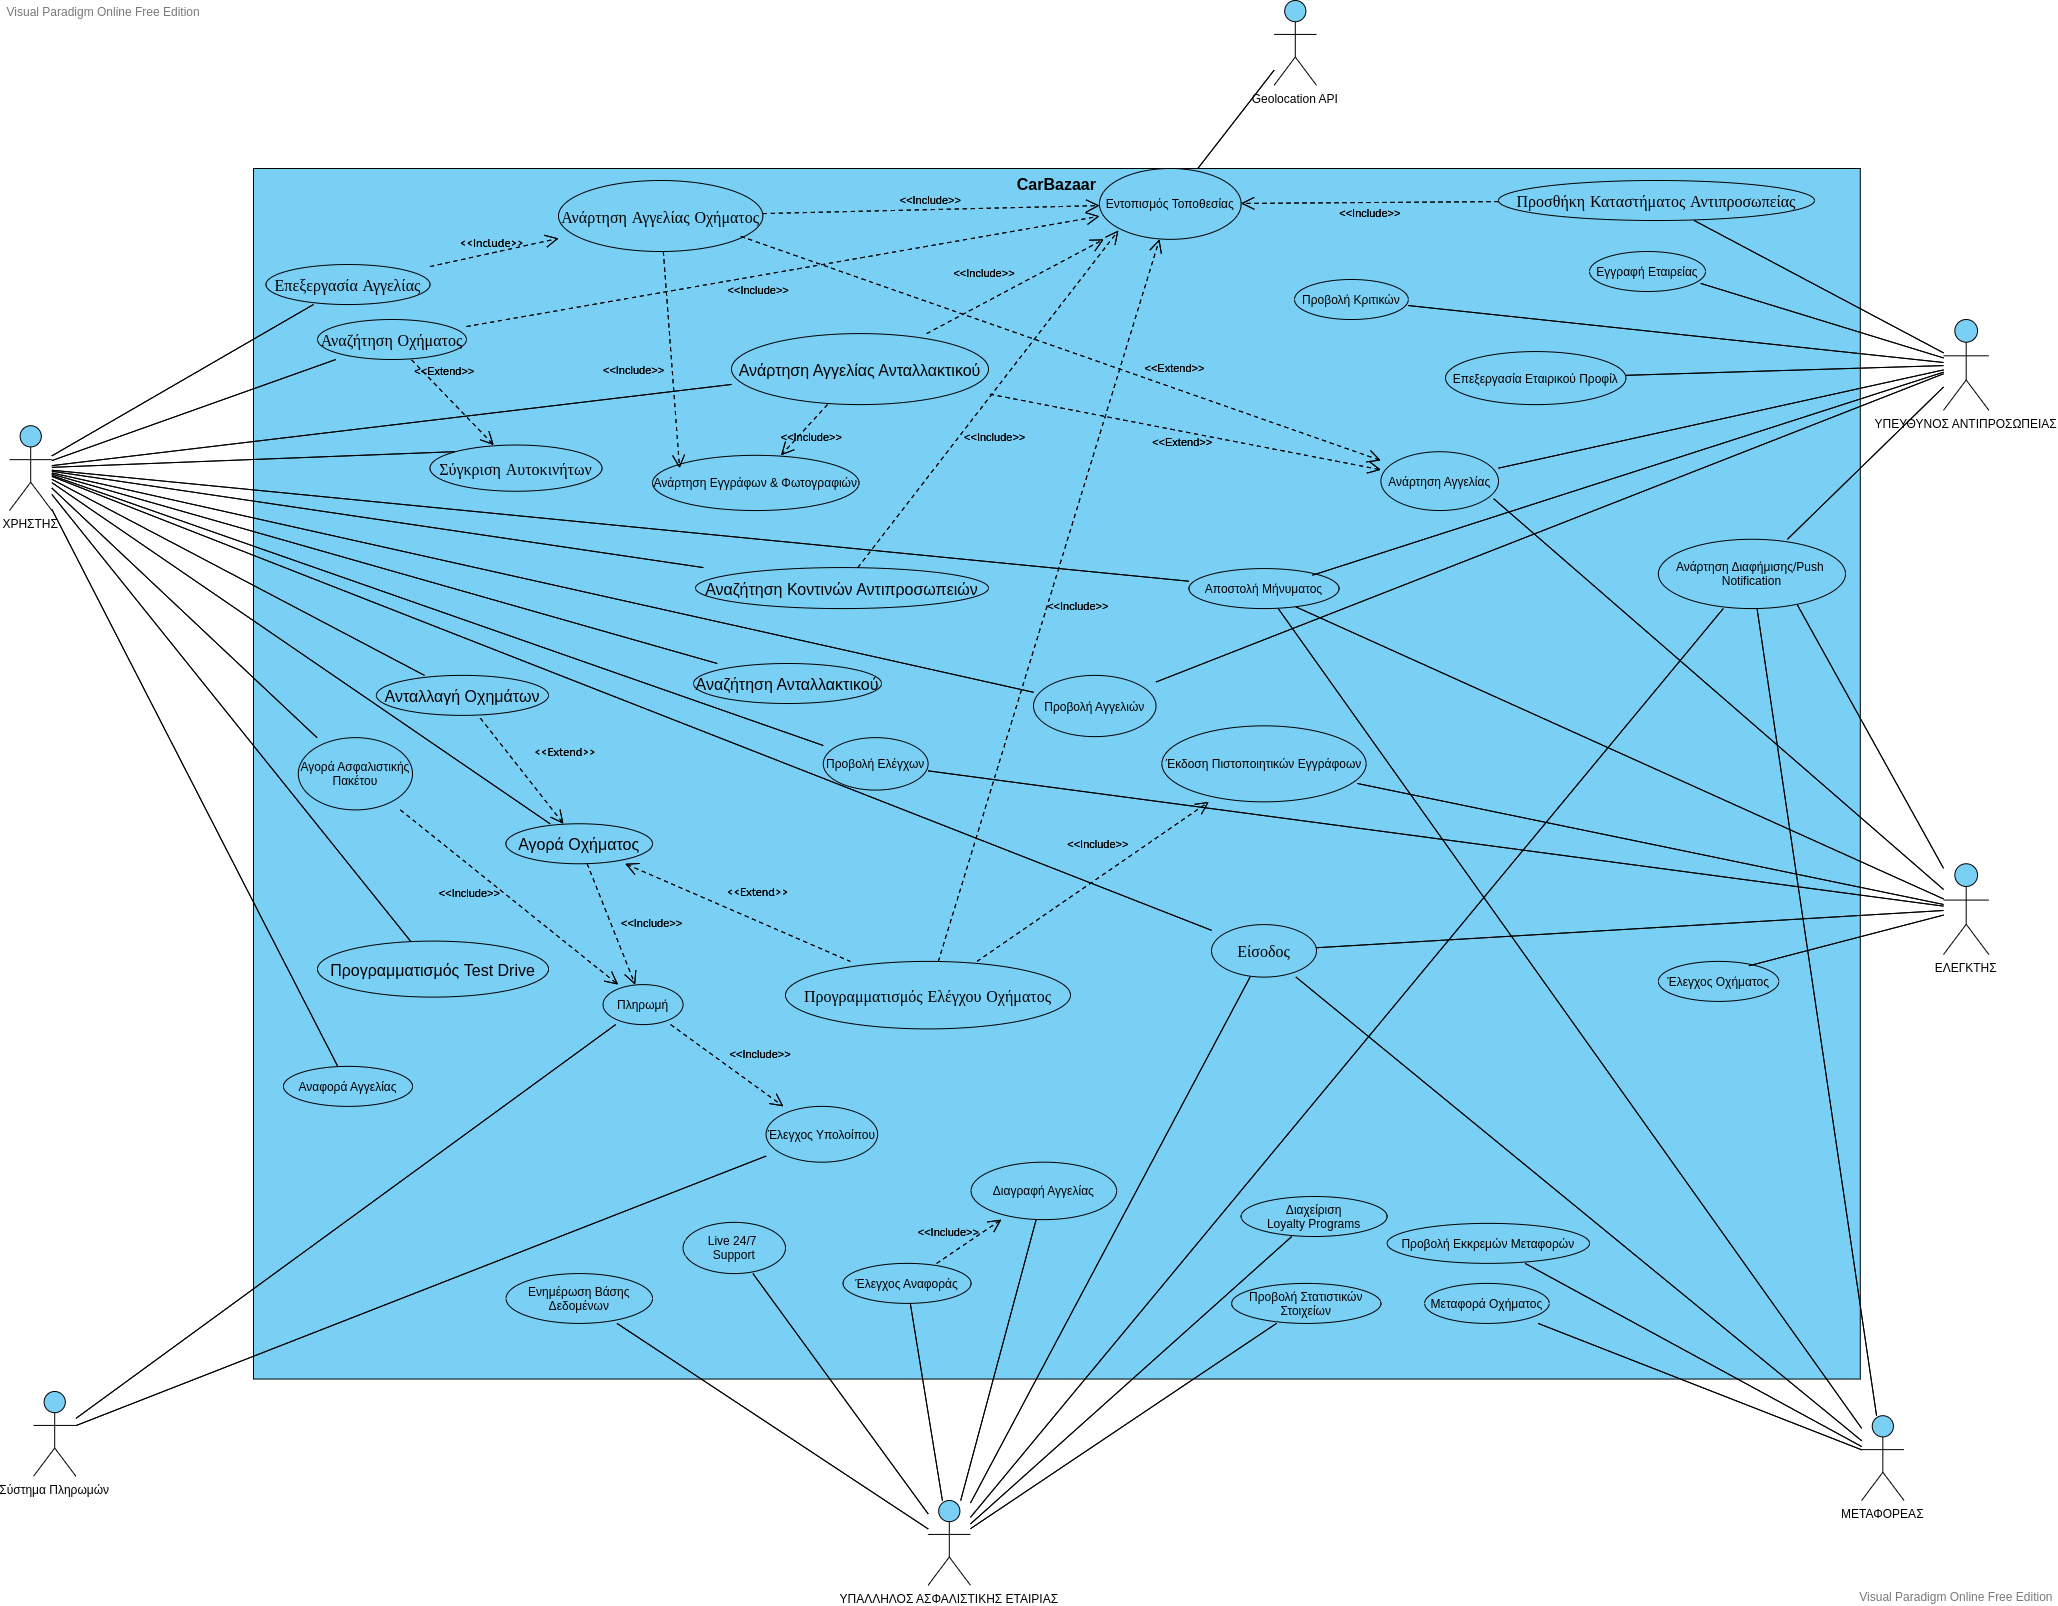 Visual Paradigm Online Free Edition
Geolocation API
CarBazaar
Ανάρτηση Αγγελίας Οχήματος
<<Include>>
Εντοπισμός Τοποθεσίας
<<Include>>
Προσθήκη Καταστήματος Αντιπροσωπείας
<<Include>>
Επεξεργασία Αγγελίας
<<Include>>
<<Include>>
Εγγραφή Εταιρείας
Προβολή Κριτικών
Αναζήτηση Οχήματος
<<Extend>>
<<Include>>
Ανάρτηση Αγγελίας Ανταλλακτικού
<<Extend>>
Επεξεργασία Εταιρικού Προφίλ
ΥΠΕΥΘΥΝΟΣ ΑΝΤΙΠΡΟΣΩΠΕΙΑΣ
<<Include>>
<<Include>>
<<Extend>>
Σύγκριση Αυτοκινήτων
Ανάρτηση Εγγράφων & Φωτογραφιών
Ανάρτηση Αγγελίας
ΧΡΗΣΤΗΣ
Αναζήτηση Κοντινών Αντιπροσωπειών
Αποστολή Μήνυματος
Ανάρτηση Διαφήμισης/Push
Notification
<<Include>>
Ανταλλαγή Οχημάτων
Αναζήτηση Ανταλλακτικού
Προβολή Αγγελιών
<<Extend>>
Αγορά Ασφαλιστικής
Πακέτου
Προβολή Ελέγχων
Έκδοση Πιστοποιητικών Εγγράφοων
Αγορά Οχήματος
<<Include>>
<<Include>>
<<Extend>>
<<Include>>
Είσοδος
Προγραμματισμός Test Drive
Προγραμματισμός Ελέγχου Οχήματος
Έλεγχος Οχήματος
ΕΛΕΓΚΤΗΣ
Πληρωμή
<<Include>>
Αναφορά Αγγελίας
Έλεγχος Υπολοίπου
Διαγραφή Αγγελίας
<<Include>>
Διαχείριση
Loyalty Programs
Live 24/7
Support
Προβολή Εκκρεμών Μεταφορών
Έλεγχος Αναφοράς
Ενημέρωση Βάσης
Δεδομένων
Προβολή Στατιστικών
Στοιχείων
Μεταφορά Οχήματος
Σύστημα Πληρωμών
ΜΕΤΑΦΟΡΕΑΣ
ΥΠΑΛΛΗΛΟΣ ΑΣΦΑΛΙΣΤΙΚΗΣ ΕΤΑΙΡΙΑΣ
Visual Paradigm Online Free Edition